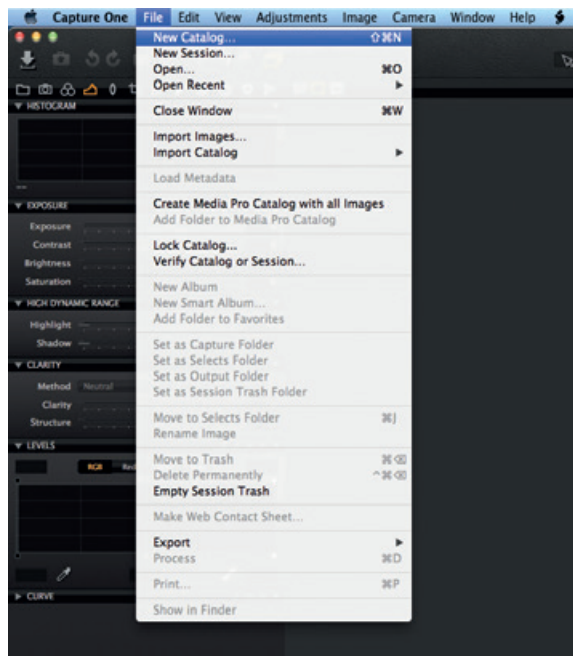 Capture One File Edit View Adjustments Image Camera Window Help
New Catalog... ⇧⌘N
New Session...
Open... ⌘O
Open Recent ▶
Close Window ⌘W
Import Images...
Import Catalog ▶
Load Metadata
Create Media Pro Catalog with all Images
Add Folder to Media Pro Catalog
Lock Catalog...
Verify Catalog or Session...
New Album
New Smart Album...
Add Folder to Favorites
Set as Capture Folder
Set as Selects Folder
Set as Output Folder
Set as Session Trash Folder
Move to Selects Folder ⌘J
Rename Image
Move to Trash ⌘⌫
Delete Permanently ^⌘⌫
Empty Session Trash
Make Web Contact Sheet...
Export ▶
Process ⌘D
Print... ⌘P
Show in Finder
HISTOGRAM
--
EXPOSURE
Exposure
Contrast
Brightness
Saturation
HIGH DYNAMIC RANGE
Highlight
Shadow
CLARITY
Method Neutral
Clarity
Structure
LEVELS
RGB Red
CURVE